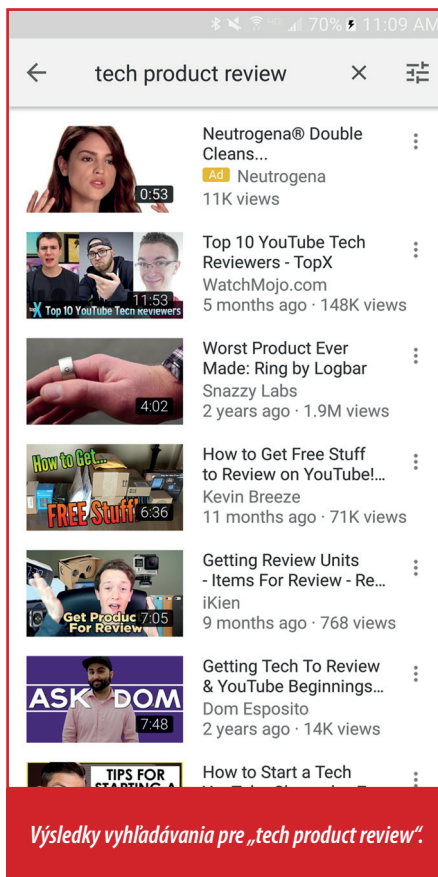 4G 70% 11:09 AM
tech product review
Neutrogena® Double
Cleans...
0:53
Ad Neutrogena
11K views
Top 10 YouTube Tech
Reviewers - TopX
TopX Top 10 YouTube Tech Reviewers
11:53
WatchMojo.com
5 months ago · 148K views
Worst Product Ever
Made: Ring by Logbar
4:02
Snazzy Labs
2 years ago · 1.9M views
How to Get Free Stuff
to Review on YouTube!...
How to Get...
FREE Stuff
6:36
Kevin Breeze
11 months ago · 71K views
Getting Review Units
- Items For Review - Re...
Get Produc
For Review
7:05
iKien
9 months ago · 768 views
Getting Tech To Review
& YouTube Beginnings...
ASK DOM
7:48
Dom Esposito
2 years ago · 14K views
TIPS FOR
How to Start a Tech
Výsledky vyhľadávania pre „tech product review“.